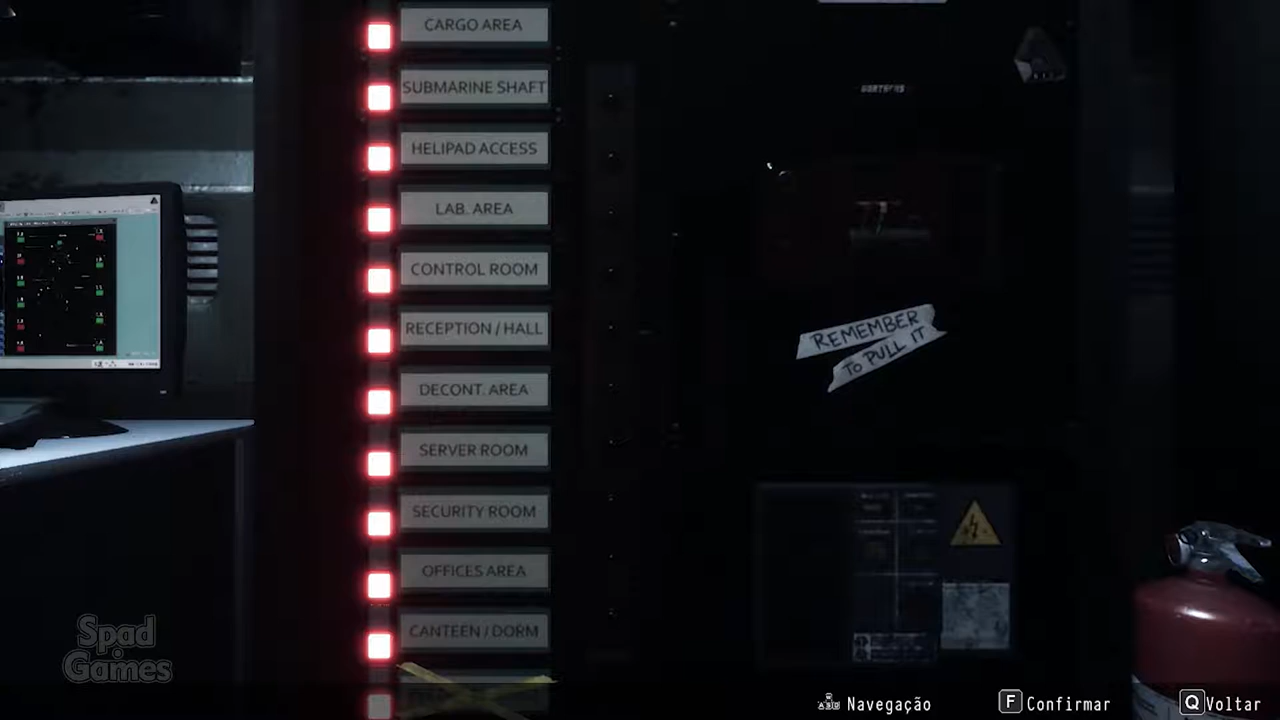 CARGO AREA
SUBMARINE SHAFT
HELIPAD ACCESS
LAB. AREA
CONTROL ROOM
RECEPTION / HALL
DECONT. AREA
SERVER ROOM
SECURITY ROOM
OFFICES AREA
CANTEEN / DORM
REMEMBER
TO PULL IT
Spad
Games
Navegação
F Confirmar
Q Voltar